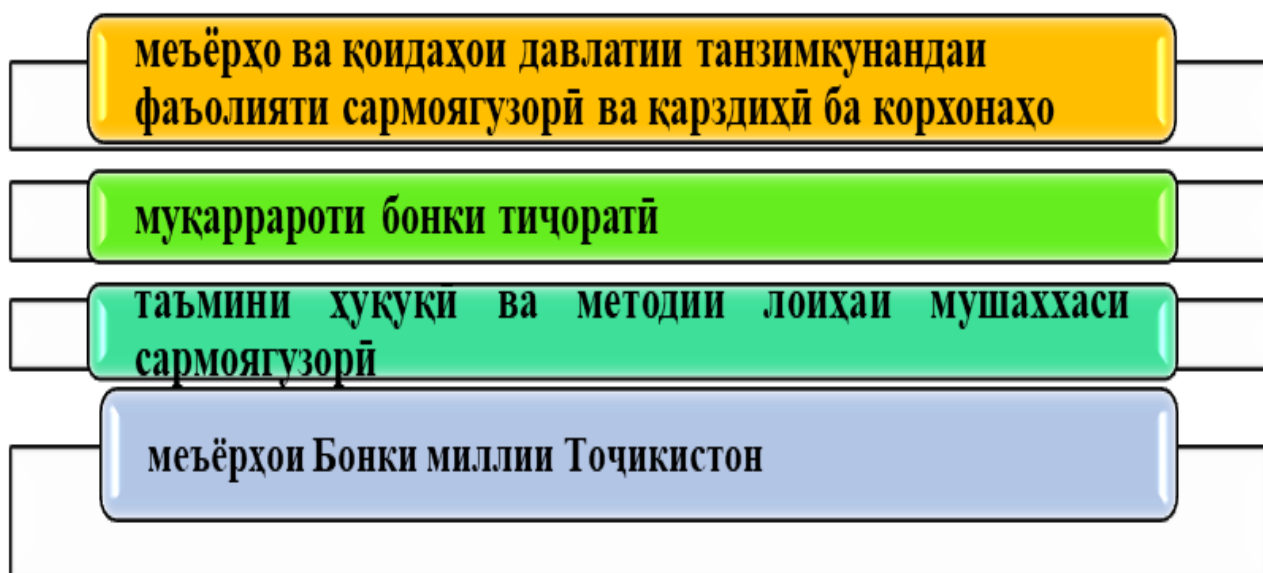 меъёрҳо ва қоидаҳои давлатии танзимкунандаи
фаъолияти сармоягузорӣ ва қарздиҳӣ ба корхонаҳо
муқаррароти бонки тиҷоратӣ
таъмини ҳуқуқӣ ва методии лоиҳаи мушаххаси
сармоягузорӣ
меъёрҳои Бонки миллии Тоҷикистон